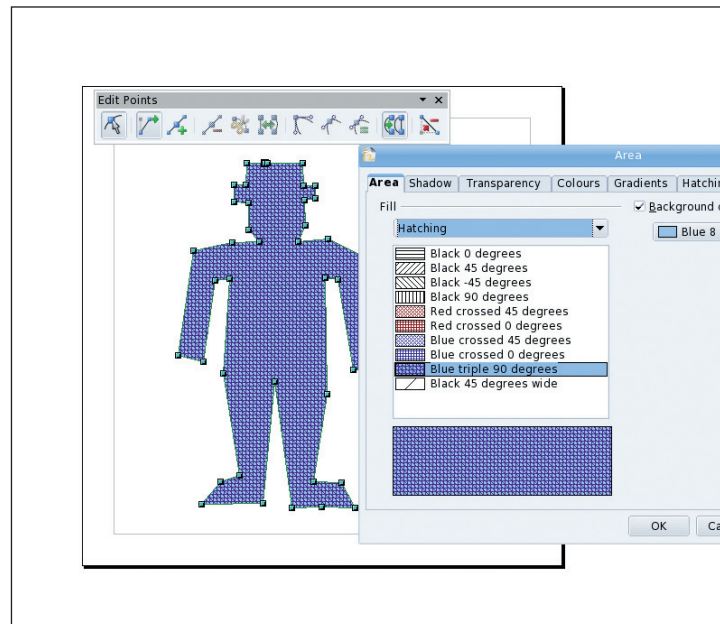 Edit Points
Area
Area Shadow Transparency Colours Gradients
Fill
Background
Hatching
Blue 8
Black 0 degrees
Black 45 degrees
Black -45 degrees
Black 90 degrees
Red crossed 45 degrees
Red crossed 0 degrees
Blue crossed 45 degrees
Blue crossed 0 degrees
Blue triple 90 degrees
Black 45 degrees wide
OK